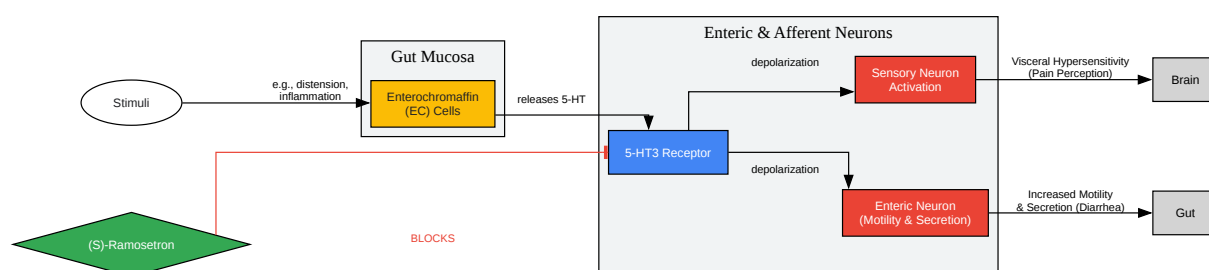 Enteric & Afferent Neurons
Gut Mucosa
depolarization
Visceral Hypersensitivity
(Pain Perception)
Sensory Neuron
Activation
Brain
e.g., distension,
inflammation
Stimuli
Enterochromaffin
(EC) Cells
releases 5-HT
5-HT3 Receptor
depolarization
Increased Motility
& Secretion (Diarrhea)
Enteric Neuron
(Motility & Secretion)
Gut
(S)-Ramosetron
BLOCKS